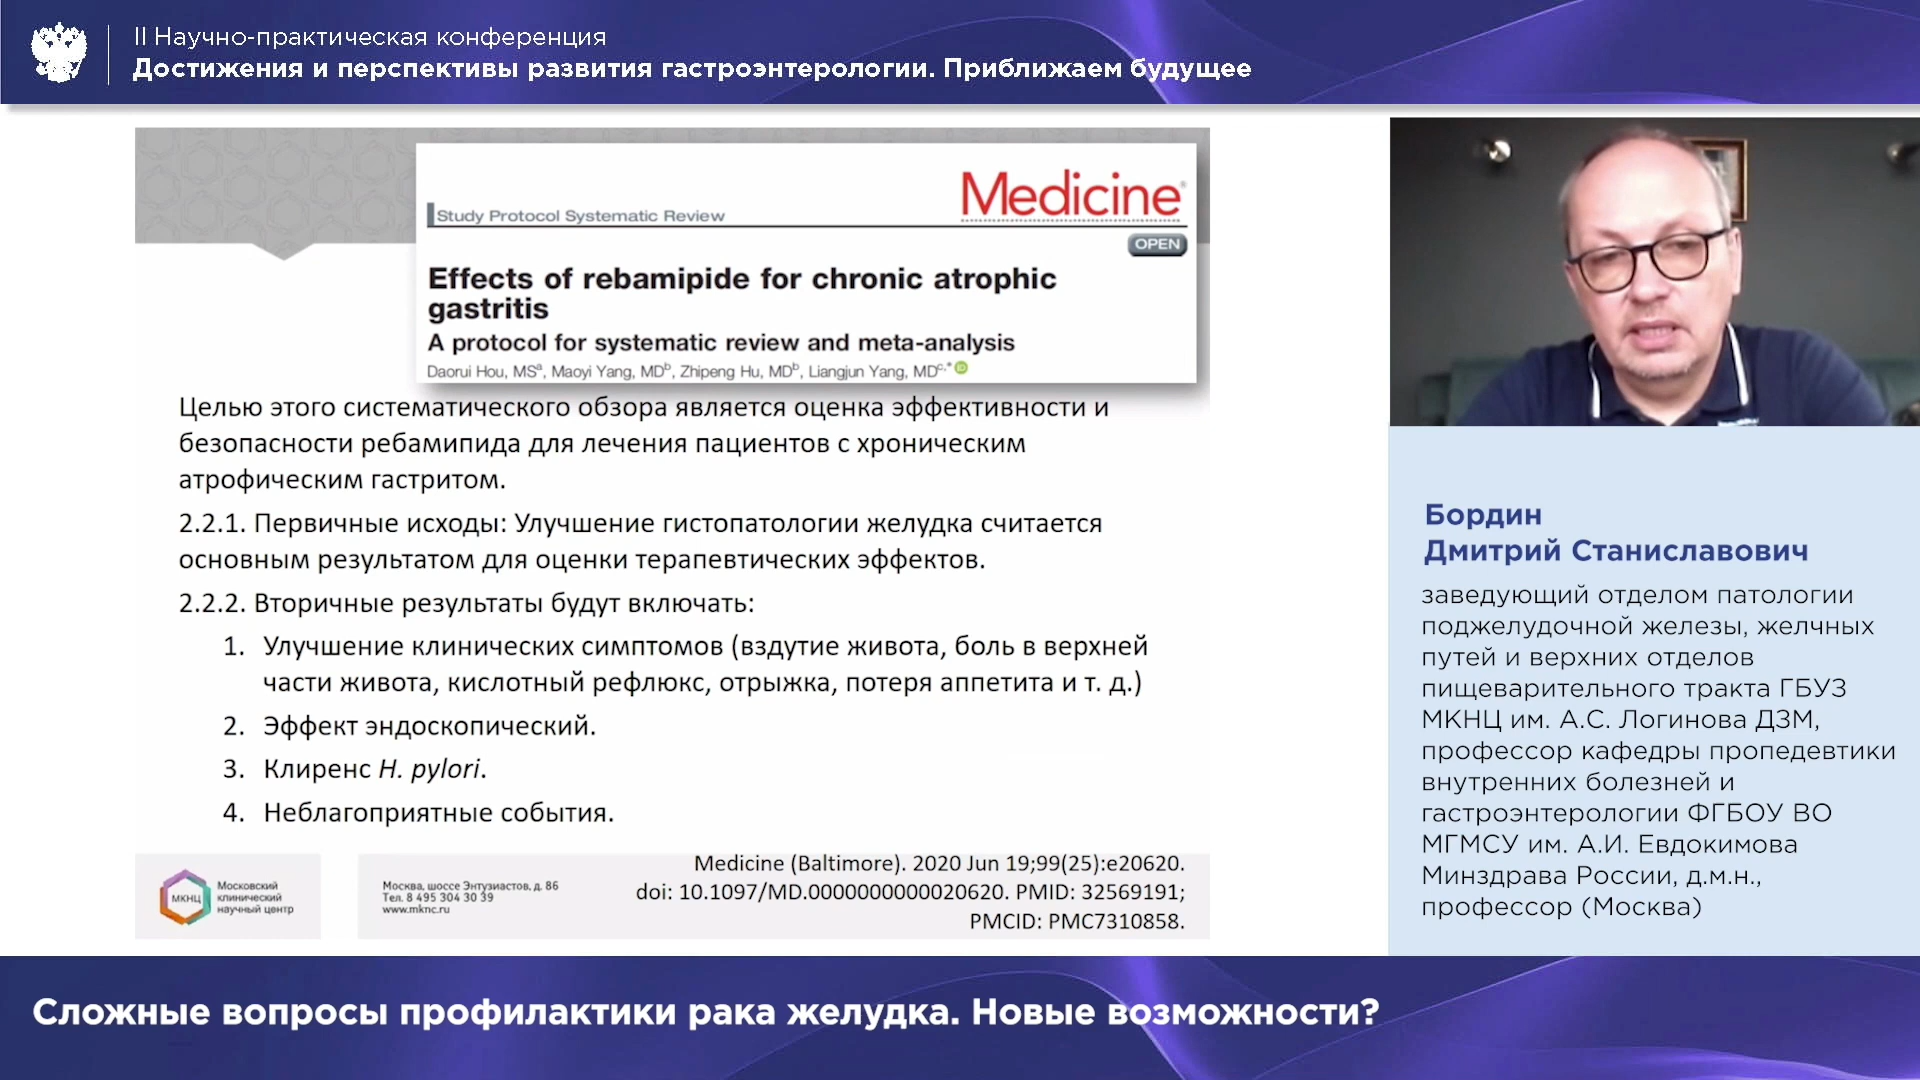 II Научно-практическая конференция
Достижения и перспективы развития гастроэнтерологии. Приближаем будущее
Study Protocol Systematic Review
Medicine®
OPEN
Effects of rebamipide for chronic atrophic
gastritis
A protocol for systematic review and meta-analysis
Daorui Hou, MSᵃ, Maoyi Yang, MDᵇ, Zhipeng Hu, MDᵇ, Liangjun Yang, MDᶜ,* iD
Целью этого систематического обзора является оценка эффективности и
безопасности ребамипида для лечения пациентов с хроническим
атрофическим гастритом.
2.2.1. Первичные исходы: Улучшение гистопатологии желудка считается
основным результатом для оценки терапевтических эффектов.
2.2.2. Вторичные результаты будут включать:
1. Улучшение клинических симптомов (вздутие живота, боль в верхней
части живота, кислотный рефлюкс, отрыжка, потеря аппетита и т. д.)
2. Эффект эндоскопический.
3. Клиренс H. pylori.
4. Неблагоприятные события.
МКНЦ
Московский
клинический
научный центр
Москва, шоссе Энтузиастов, д. 86
Тел. 8 495 304 30 39
www.mknc.ru
Medicine (Baltimore). 2020 Jun 19;99(25):e20620.
doi: 10.1097/MD.0000000000020620. PMID: 32569191;
PMCID: PMC7310858.
Бордин
Дмитрий Станиславович
заведующий отделом патологии
поджелудочной железы, желчных
путей и верхних отделов
пищеварительного тракта ГБУЗ
МКНЦ им. А.С. Логинова ДЗМ,
профессор кафедры пропедевтики
внутренних болезней и
гастроэнтерологии ФГБОУ ВО
МГМСУ им. А.И. Евдокимова
Минздрава России, д.м.н.,
профессор (Москва)
Сложные вопросы профилактики рака желудка. Новые возможности?